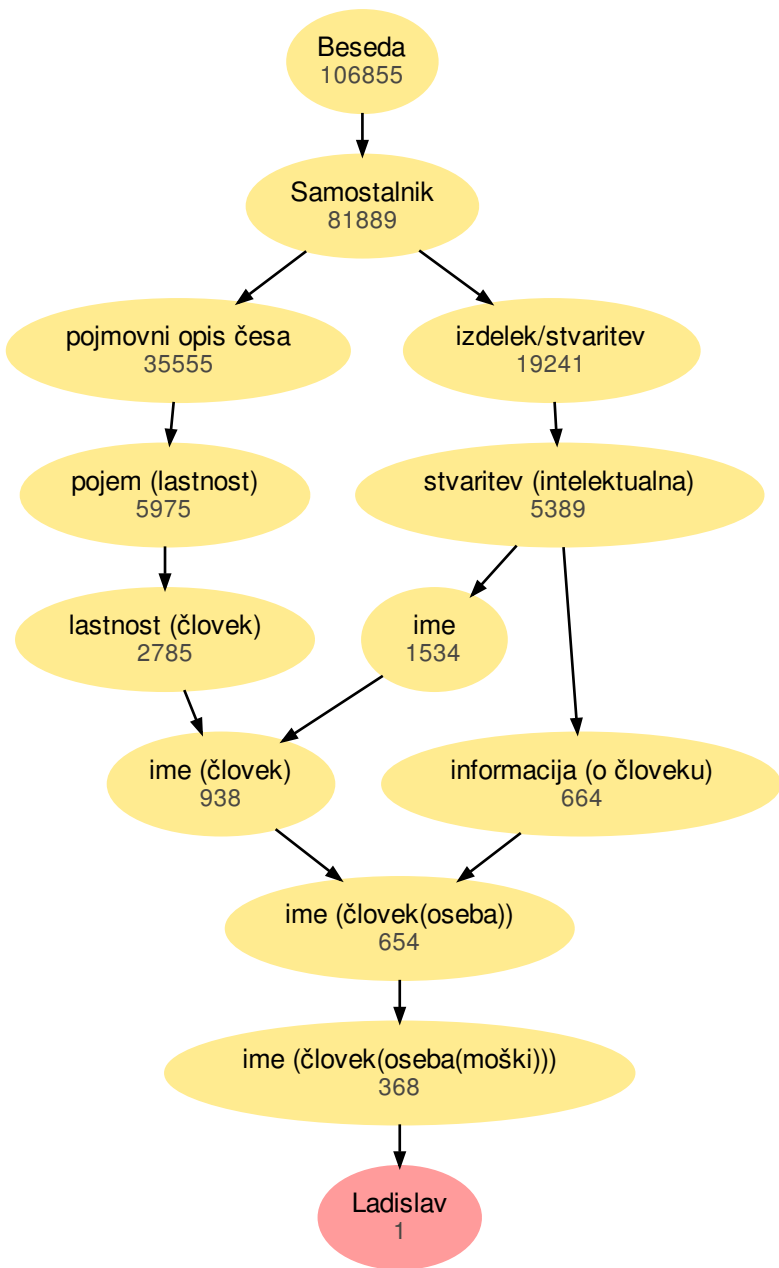 Beseda
106855
Samostalnik
81889
pojmovni opis česa
35555
izdelek/stvaritev
19241
pojem (lastnost)
5975
stvaritev (intelektualna)
5389
lastnost (človek)
2785
ime
1534
ime (človek)
938
informacija (o človeku)
664
ime (človek(oseba))
654
ime (človek(oseba(moški)))
368
Ladislav
1